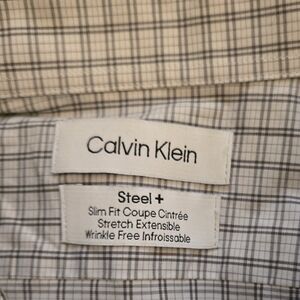 Calvin Klein
Steel +
Slim Fit Coupe Cintrée
Stretch Extensible
Wrinkle Free Infroissable